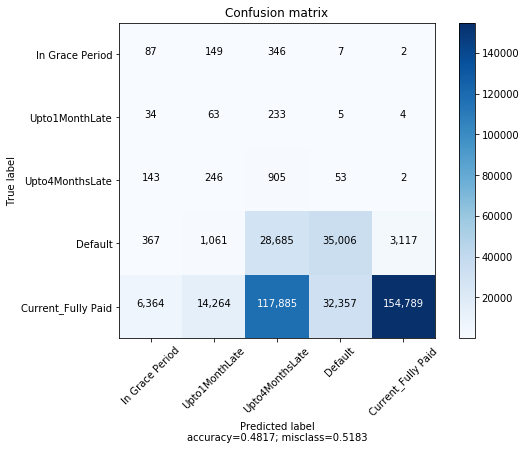 Confusion matrix
In Grace Period 87 149 346 7 2
Upto1MonthLate 34 63 233 5 4
Upto4MonthsLate 143 246 905 53 2
Default 367 1,061 28,685 35,006 3,117
Current_Fully Paid 6,364 14,264 117,885 32,357 154,789
True label
In Grace Period Upto1MonthLate Upto4MonthsLate Default Current_Fully Paid
Predicted label
accuracy=0.4817; misclass=0.5183
140000
120000
100000
80000
60000
40000
20000